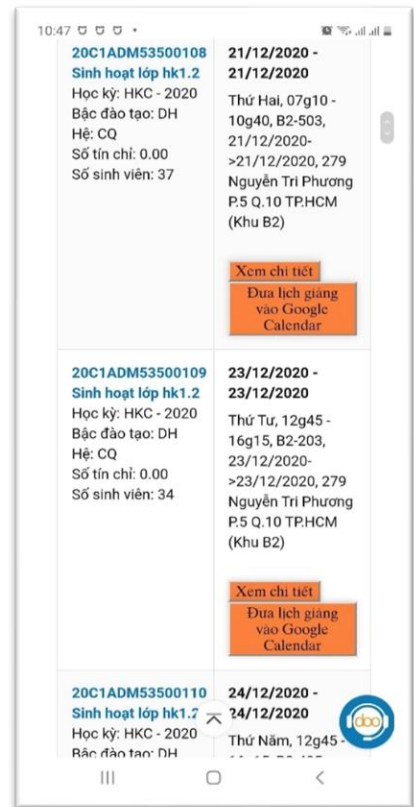 10:47
20C1ADM53500108
Sinh hoạt lớp hk1.2
Học kỳ: HKC - 2020
Bậc đào tạo: DH
Hệ: CQ
Số tín chỉ: 0.00
Số sinh viên: 37
21/12/2020 -
21/12/2020
Thứ Hai, 07g10 -
10g40, B2-503,
21/12/2020-
>21/12/2020, 279
Nguyễn Tri Phương
P.5 Q.10 TP.HCM
(Khu B2)
Xem chi tiết
Đưa lịch giảng
vào Google
Calendar
20C1ADM53500109
Sinh hoạt lớp hk1.2
Học kỳ: HKC - 2020
Bậc đào tạo: DH
Hệ: CQ
Số tín chỉ: 0.00
Số sinh viên: 34
23/12/2020 -
23/12/2020
Thứ Tư, 12g45 -
16g15, B2-203,
23/12/2020-
>23/12/2020, 279
Nguyễn Tri Phương
P.5 Q.10 TP.HCM
(Khu B2)
Xem chi tiết
Đưa lịch giảng
vào Google
Calendar
20C1ADM53500110
Sinh hoạt lớp hk1.2
Học kỳ: HKC - 2020
Bậc đào tạo: DH
24/12/2020 -
24/12/2020
Thứ Năm, 12g45 -